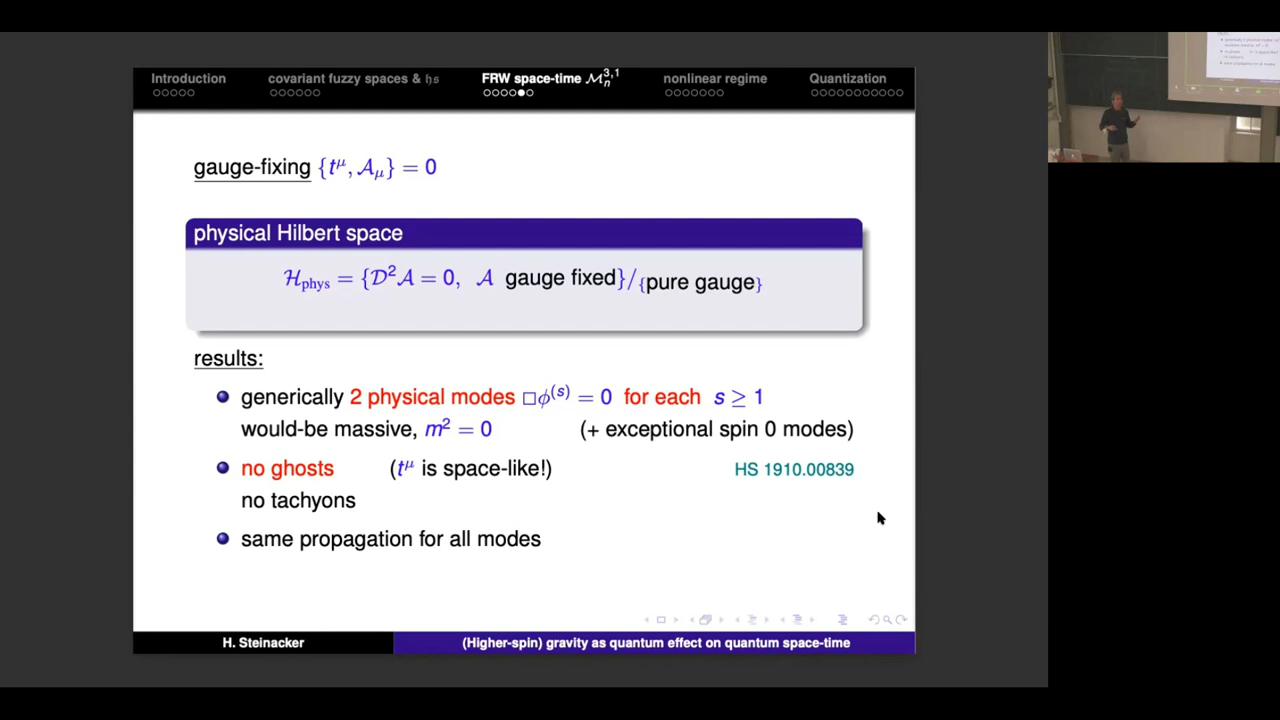 Introduction
covariant fuzzy spaces & 𝔥𝔰
FRW space-time ℳₙ³,¹
nonlinear regime
Quantization
gauge-fixing {t^μ, 𝒜_μ} = 0
physical Hilbert space
ℋ_phys = {𝒟²𝒜 = 0, 𝒜 gauge fixed}/{pure gauge}
results:
generically 2 physical modes □ϕ^(s) = 0 for each s ≥ 1
would-be massive, m² = 0 (+ exceptional spin 0 modes)
no ghosts (t^μ is space-like!) HS 1910.00839
no tachyons
same propagation for all modes
H. Steinacker
(Higher-spin) gravity as quantum effect on quantum space-time